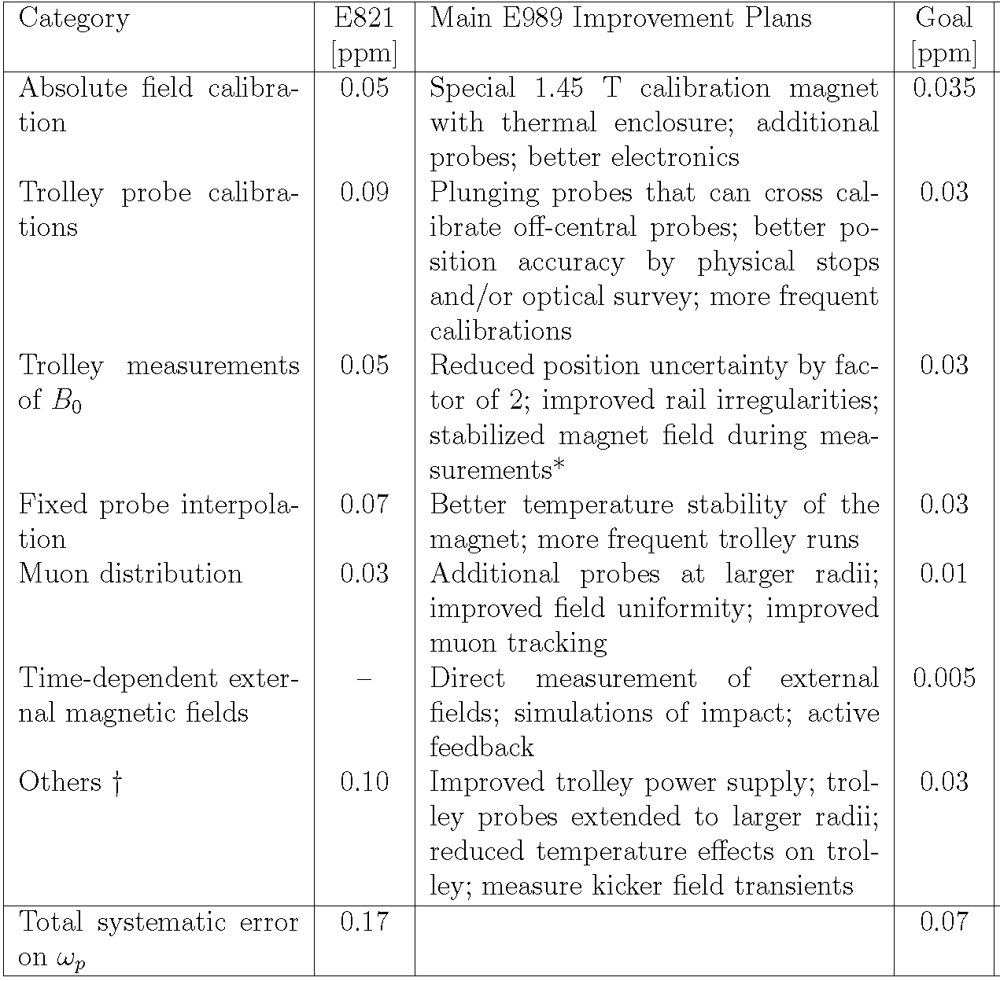 Category E821 Main E989 Improvement Plans Goal
[ppm] [ppm]
Absolute field calibra- 0.05 Special 1.45 T calibration magnet 0.035
tion with thermal enclosure; additional
probes; better electronics
Trolley probe calibra- 0.09 Plunging probes that can cross cal- 0.03
tions ibrate off-central probes; better po-
sition accuracy by physical stops
and/or optical survey; more frequent
calibrations
Trolley measurements 0.05 Reduced position uncertainty by fac- 0.03
of B₀ tor of 2; improved rail irregularities;
stabilized magnet field during mea-
surements*
Fixed probe interpola- 0.07 Better temperature stability of the 0.03
tion magnet; more frequent trolley runs
Muon distribution 0.03 Additional probes at larger radii; 0.01
improved field uniformity; improved
muon tracking
Time-dependent exter- – Direct measurement of external 0.005
nal magnetic fields fields; simulations of impact; active
feedback
Others † 0.10 Improved trolley power supply; trol- 0.03
ley probes extended to larger radii;
reduced temperature effects on trol-
ley; measure kicker field transients
Total systematic error 0.17 0.07
on ωₚ